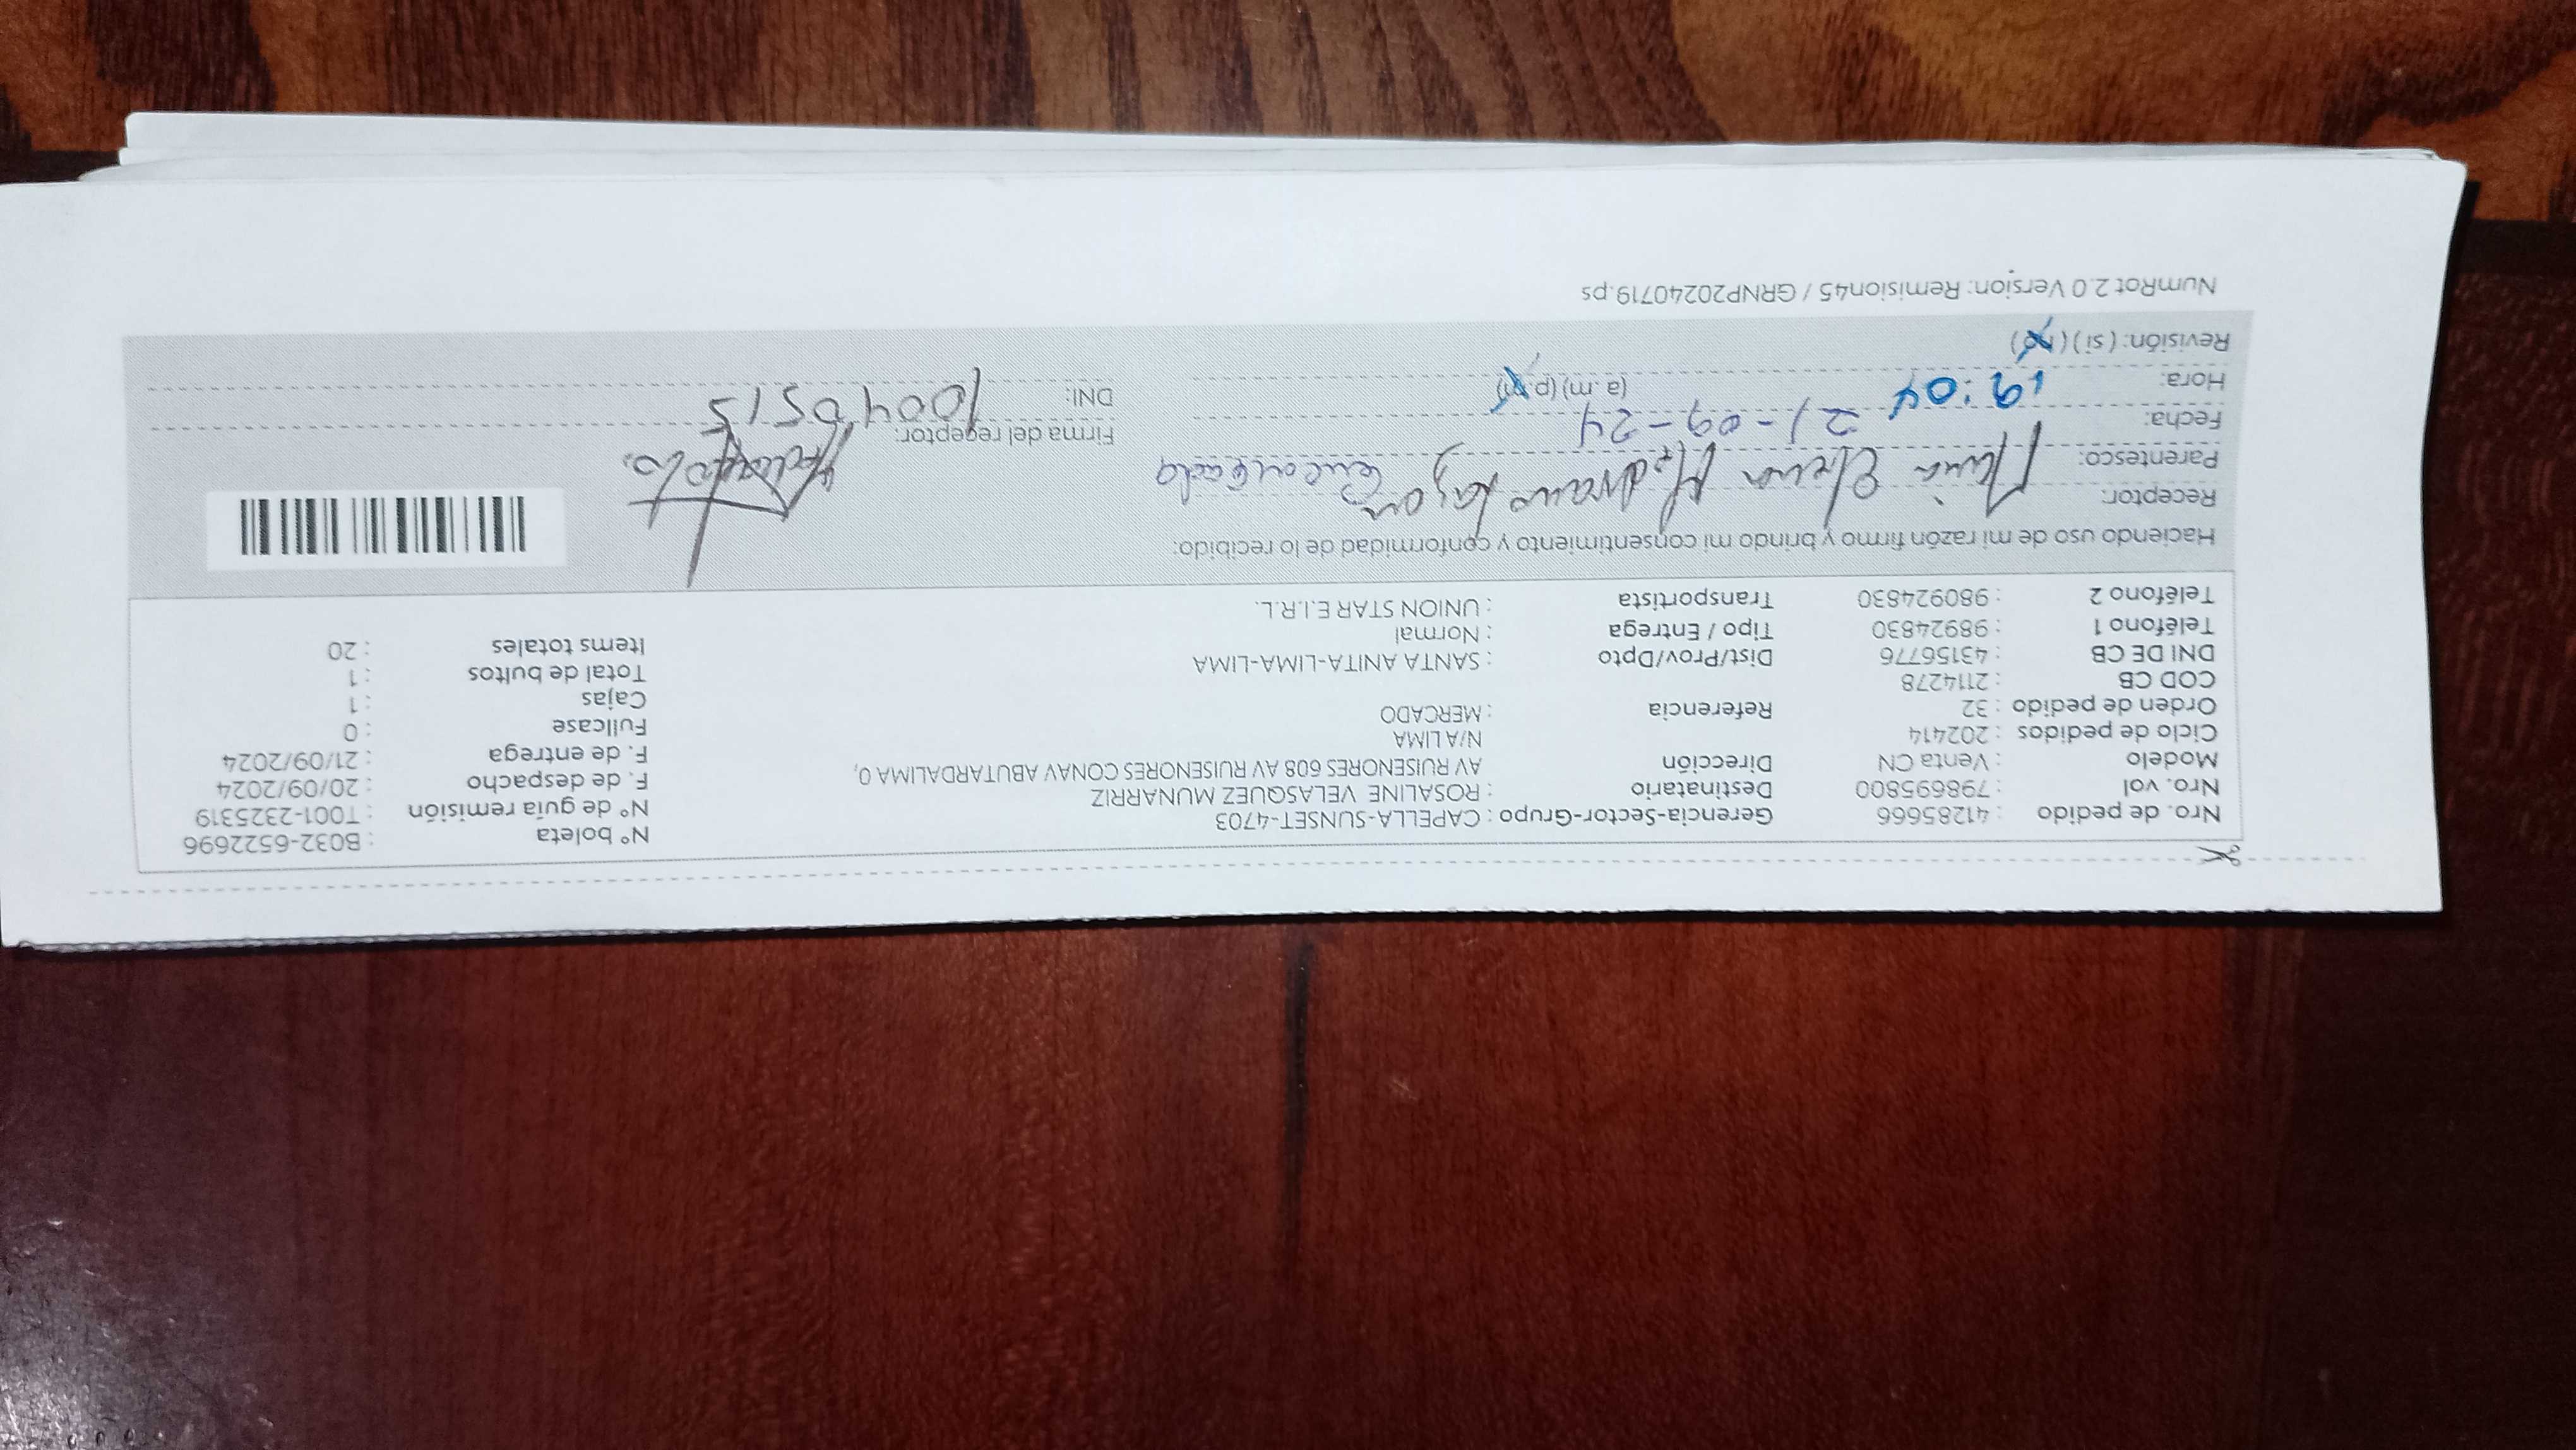 Nro. de pedido : 41285666 Gerencia-Sector-Grupo : CAPELLA-SUNSET-4703 N° boleta : B032-6522696
Nro. vol : 798695800 Destinatario : ROSALINE VELASQUEZ MUNARRIZ N° de guía remisión : T001-2325319
Modelo : Venta CN Dirección AV RUISENORES 608 AV RUISENORES CONAV ABUTARDALIMA 0, F. de despacho : 20/09/2024
Ciclo de pedidos : 202414 N/A LIMA F. de entrega : 21/09/2024
Orden de pedido : 32 Referencia : MERCADO Fullcase : 0
COD CB : 2114278 Cajas : 1
DNI DE CB : 43156776 Dist/Prov/Dpto : SANTA ANITA-LIMA-LIMA Total de bultos : 1
Teléfono 1 : 98924830 Tipo / Entrega : Normal Items totales : 20
Teléfono 2 : 980924830 Transportista : UNION STAR E.I.R.L.
Haciendo uso de mi razón firmo y brindo mi consentimiento y conformidad de lo recibido:
Receptor: Maria Elena Medrano
Parentesco: Encargada
Fecha: 21-09-24 Firma del receptor:
Hora: 19:04 (a.m) (p.m) DNI: 10040515
Revisión: (si) (no)
NumRot 2.0 Version: Remision45 / GRNP20240719.ps